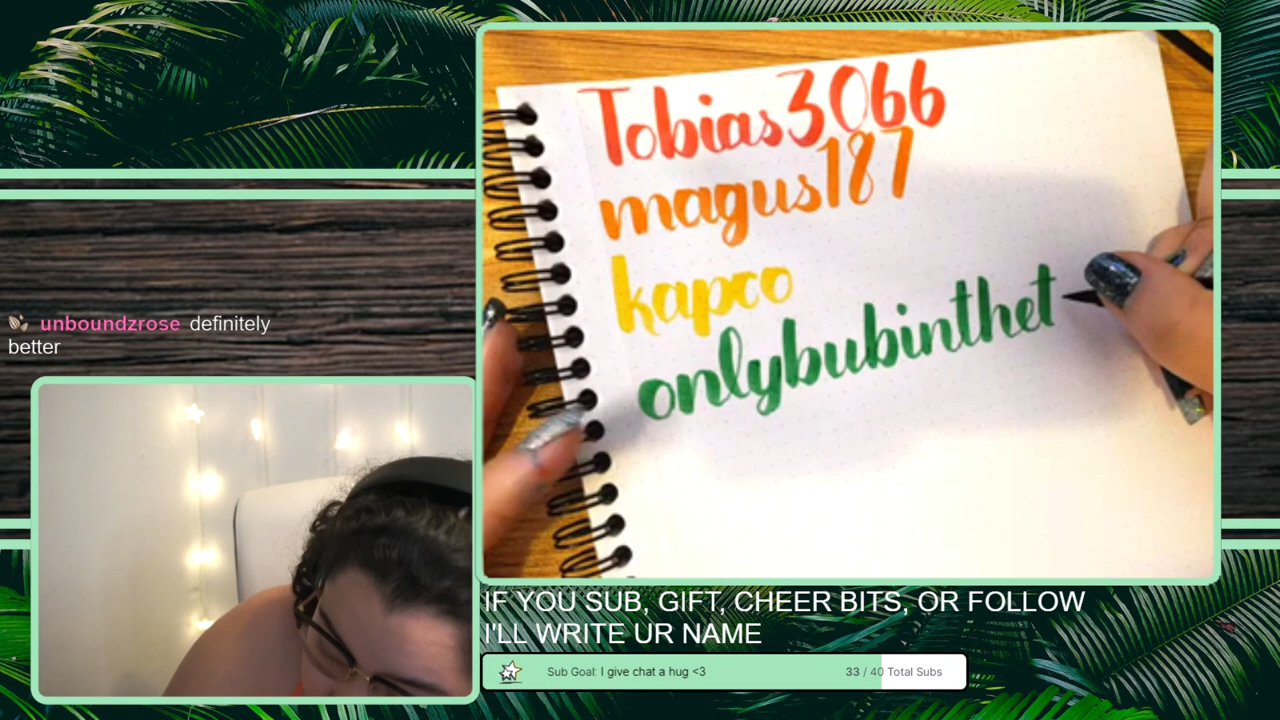 Tobias3066
magus187
kapco
onlybubinthet
unboundzrose definitely
better
IF YOU SUB, GIFT, CHEER BITS, OR FOLLOW
I'LL WRITE UR NAME
Sub Goal: I give chat a hug <3 33 / 40 Total Subs